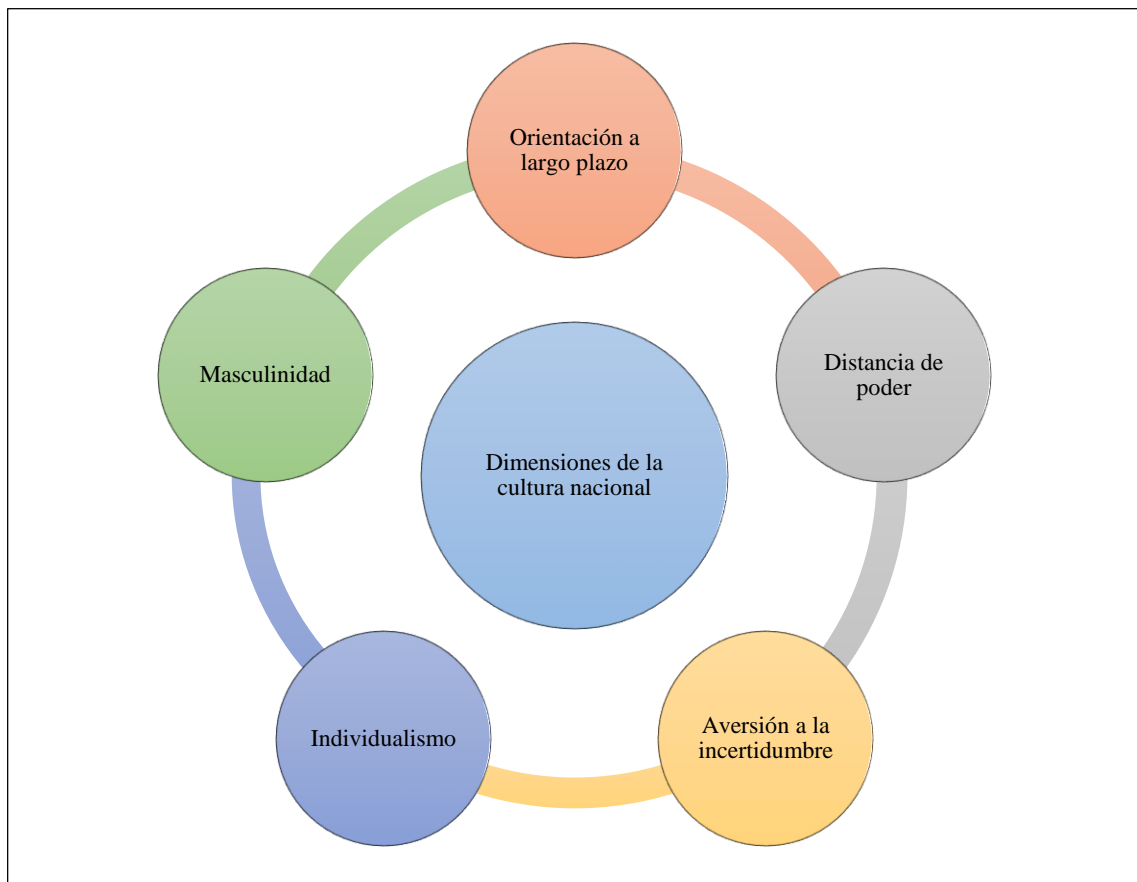 Orientación a
largo plazo
Masculinidad
Distancia de
poder
Dimensiones de la
cultura nacional
Individualismo
Aversión a la
incertidumbre